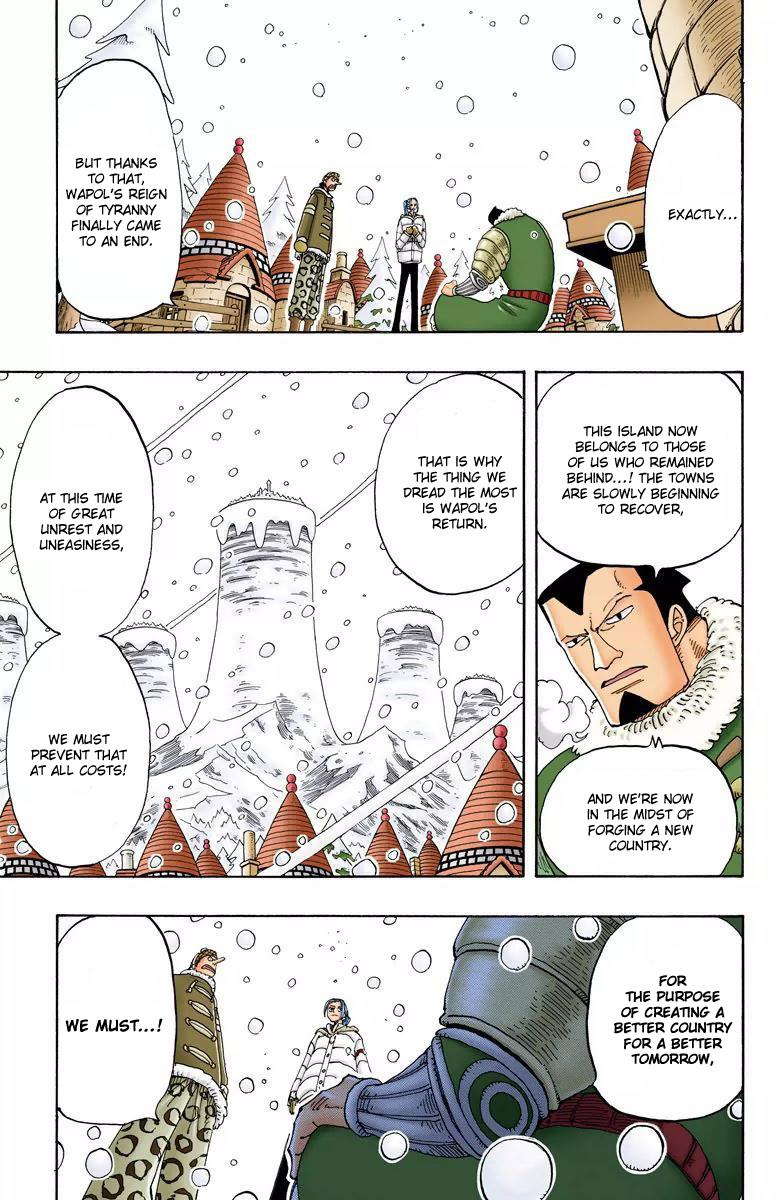 EXACTLY...
BUT THANKS
TO THAT,
WAPOL'S REIGN
OF TYRANNY
FINALLY CAME
TO AN END.
THIS ISLAND NOW
BELONGS TO THOSE
OF US WHO REMAINED
BEHIND...! THE TOWNS
ARE SLOWLY BEGINNING
TO RECOVER,
AND WE'RE NOW
IN THE MIDST OF
FORGING A NEW
COUNTRY.
THAT IS WHY
THE THING WE
DREAD THE MOST
IS WAPOL'S
RETURN.
AT THIS TIME
OF GREAT
UNREST AND
UNEASINESS,
WE MUST
PREVENT THAT
AT ALL COSTS!
FOR
THE PURPOSE
OF CREATING A
BETTER COUNTRY
FOR A BETTER
TOMORROW,
WE MUST...!